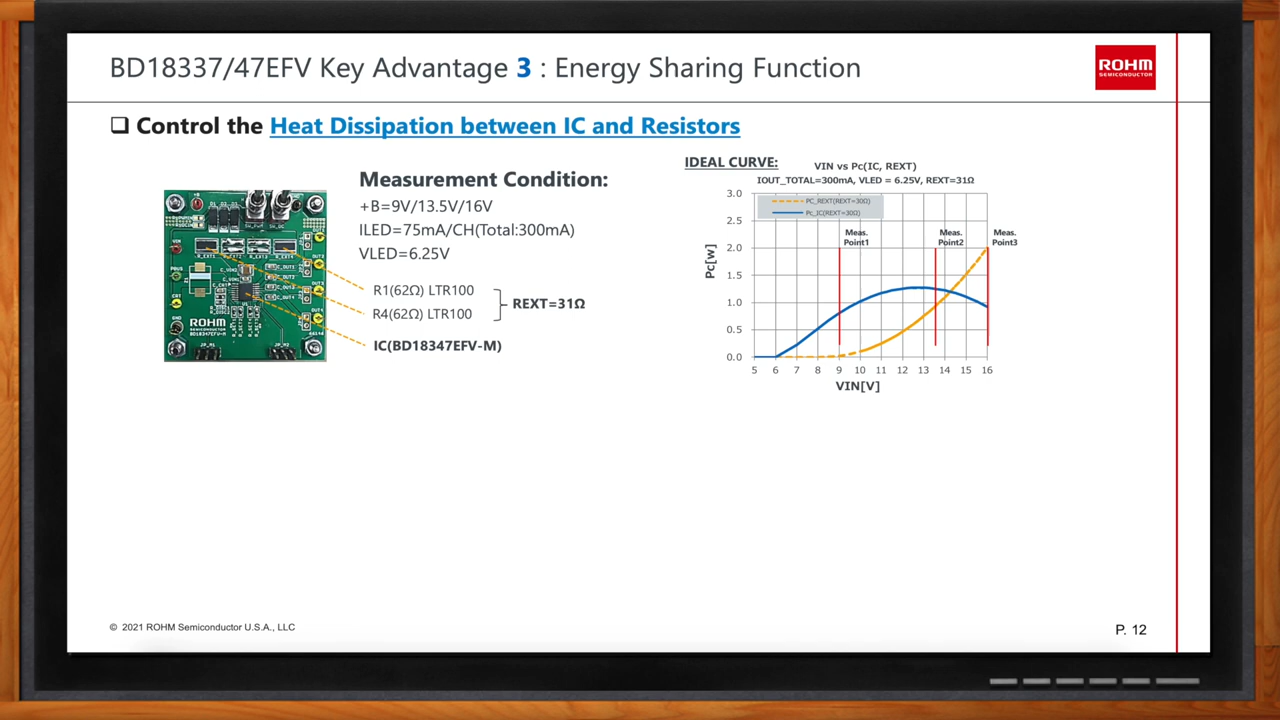 BD18337/47EFV Key Advantage 3 : Energy Sharing Function
ROHM
SEMICONDUCTOR
❑ Control the Heat Dissipation between IC and Resistors
Measurement Condition:
+B=9V/13.5V/16V
ILED=75mA/CH(Total:300mA)
VLED=6.25V
R1(62Ω) LTR100
R4(62Ω) LTR100
REXT=31Ω
IC(BD18347EFV-M)
ROHM
BD18347EFV-M
JP_M1
JP_M2
IDEAL CURVE:
VIN vs Pc(IC, REXT)
IOUT_TOTAL=300mA, VLED = 6.25V, REXT=31Ω
PC_REXT(REXT=30Ω)
Pc_IC(REXT=30Ω)
Meas. Point1
Meas. Point2
Meas. Point3
Pc[w]
3.0
2.5
2.0
1.5
1.0
0.5
0.0
5 6 7 8 9 10 11 12 13 14 15 16
VIN[V]
© 2021 ROHM Semiconductor U.S.A., LLC
P. 12